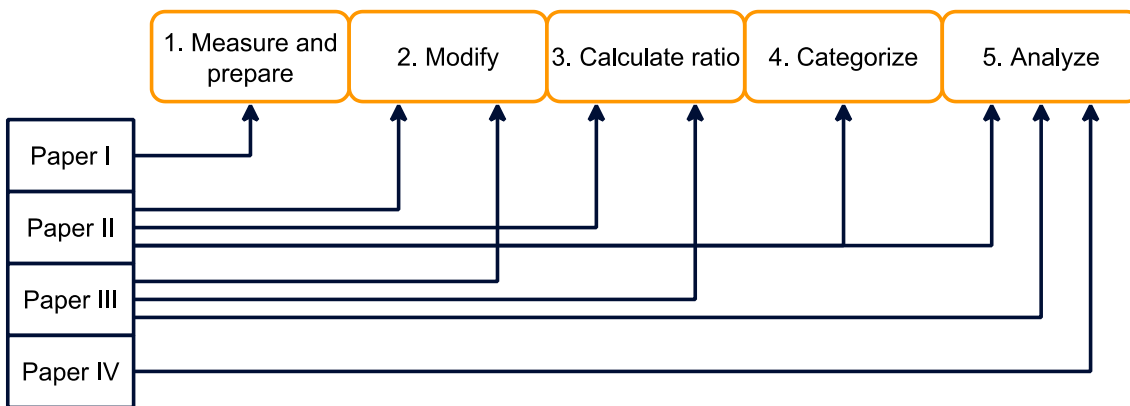 1. Measure and
prepare
2. Modify
3. Calculate ratio
4. Categorize
5. Analyze
Paper I
Paper II
Paper III
Paper IV